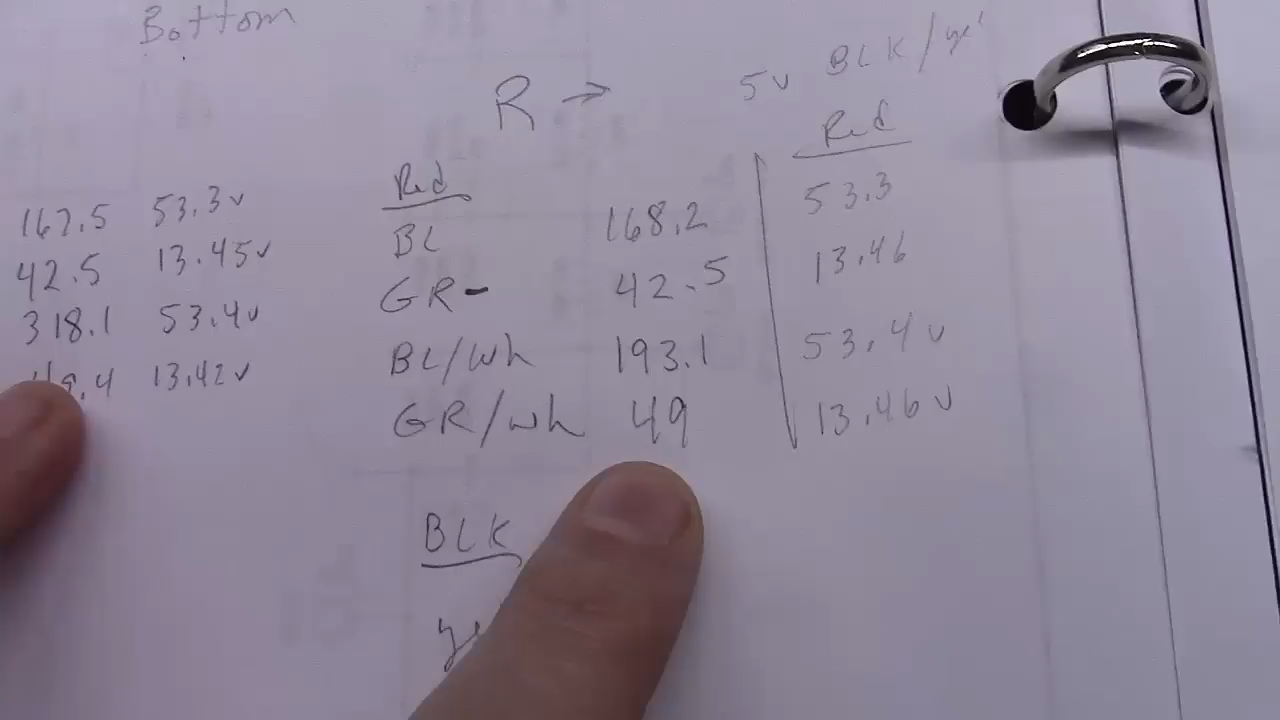 Bottom
R → 5v BLK/yel
Red Red
167.5 53.3v BL 168.2 53.3
42.5 13.45v GR- 42.5 13.46
318.1 53.4v BL/Wh 193.1 53.4v
13.42v GR/wh 49 13.46v
BLK